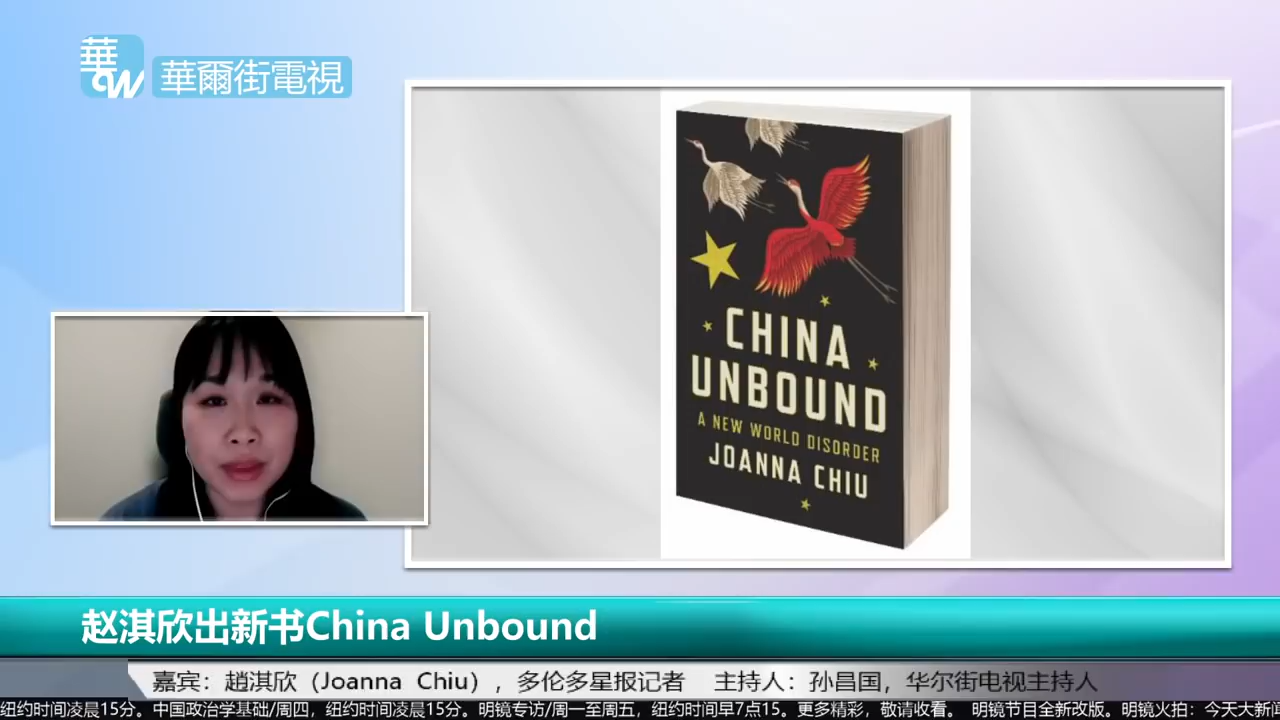 華
CW
華爾街電視
CHINA
UNBOUND
A NEW WORLD DISORDER
JOANNA CHIU
赵淇欣出新书China Unbound
嘉宾：趙淇欣（Joanna Chiu），多伦多星报记者 主持人：孙昌国，华尔街电视主持人
纽约时间凌晨15分。中国政治学基础/周四，纽约时间凌晨15分。明镜专访/周一至周五，纽约时间早7点15。更多精彩，敬请收看。 明镜节目全新改版。明镜火拍：今天大新闻